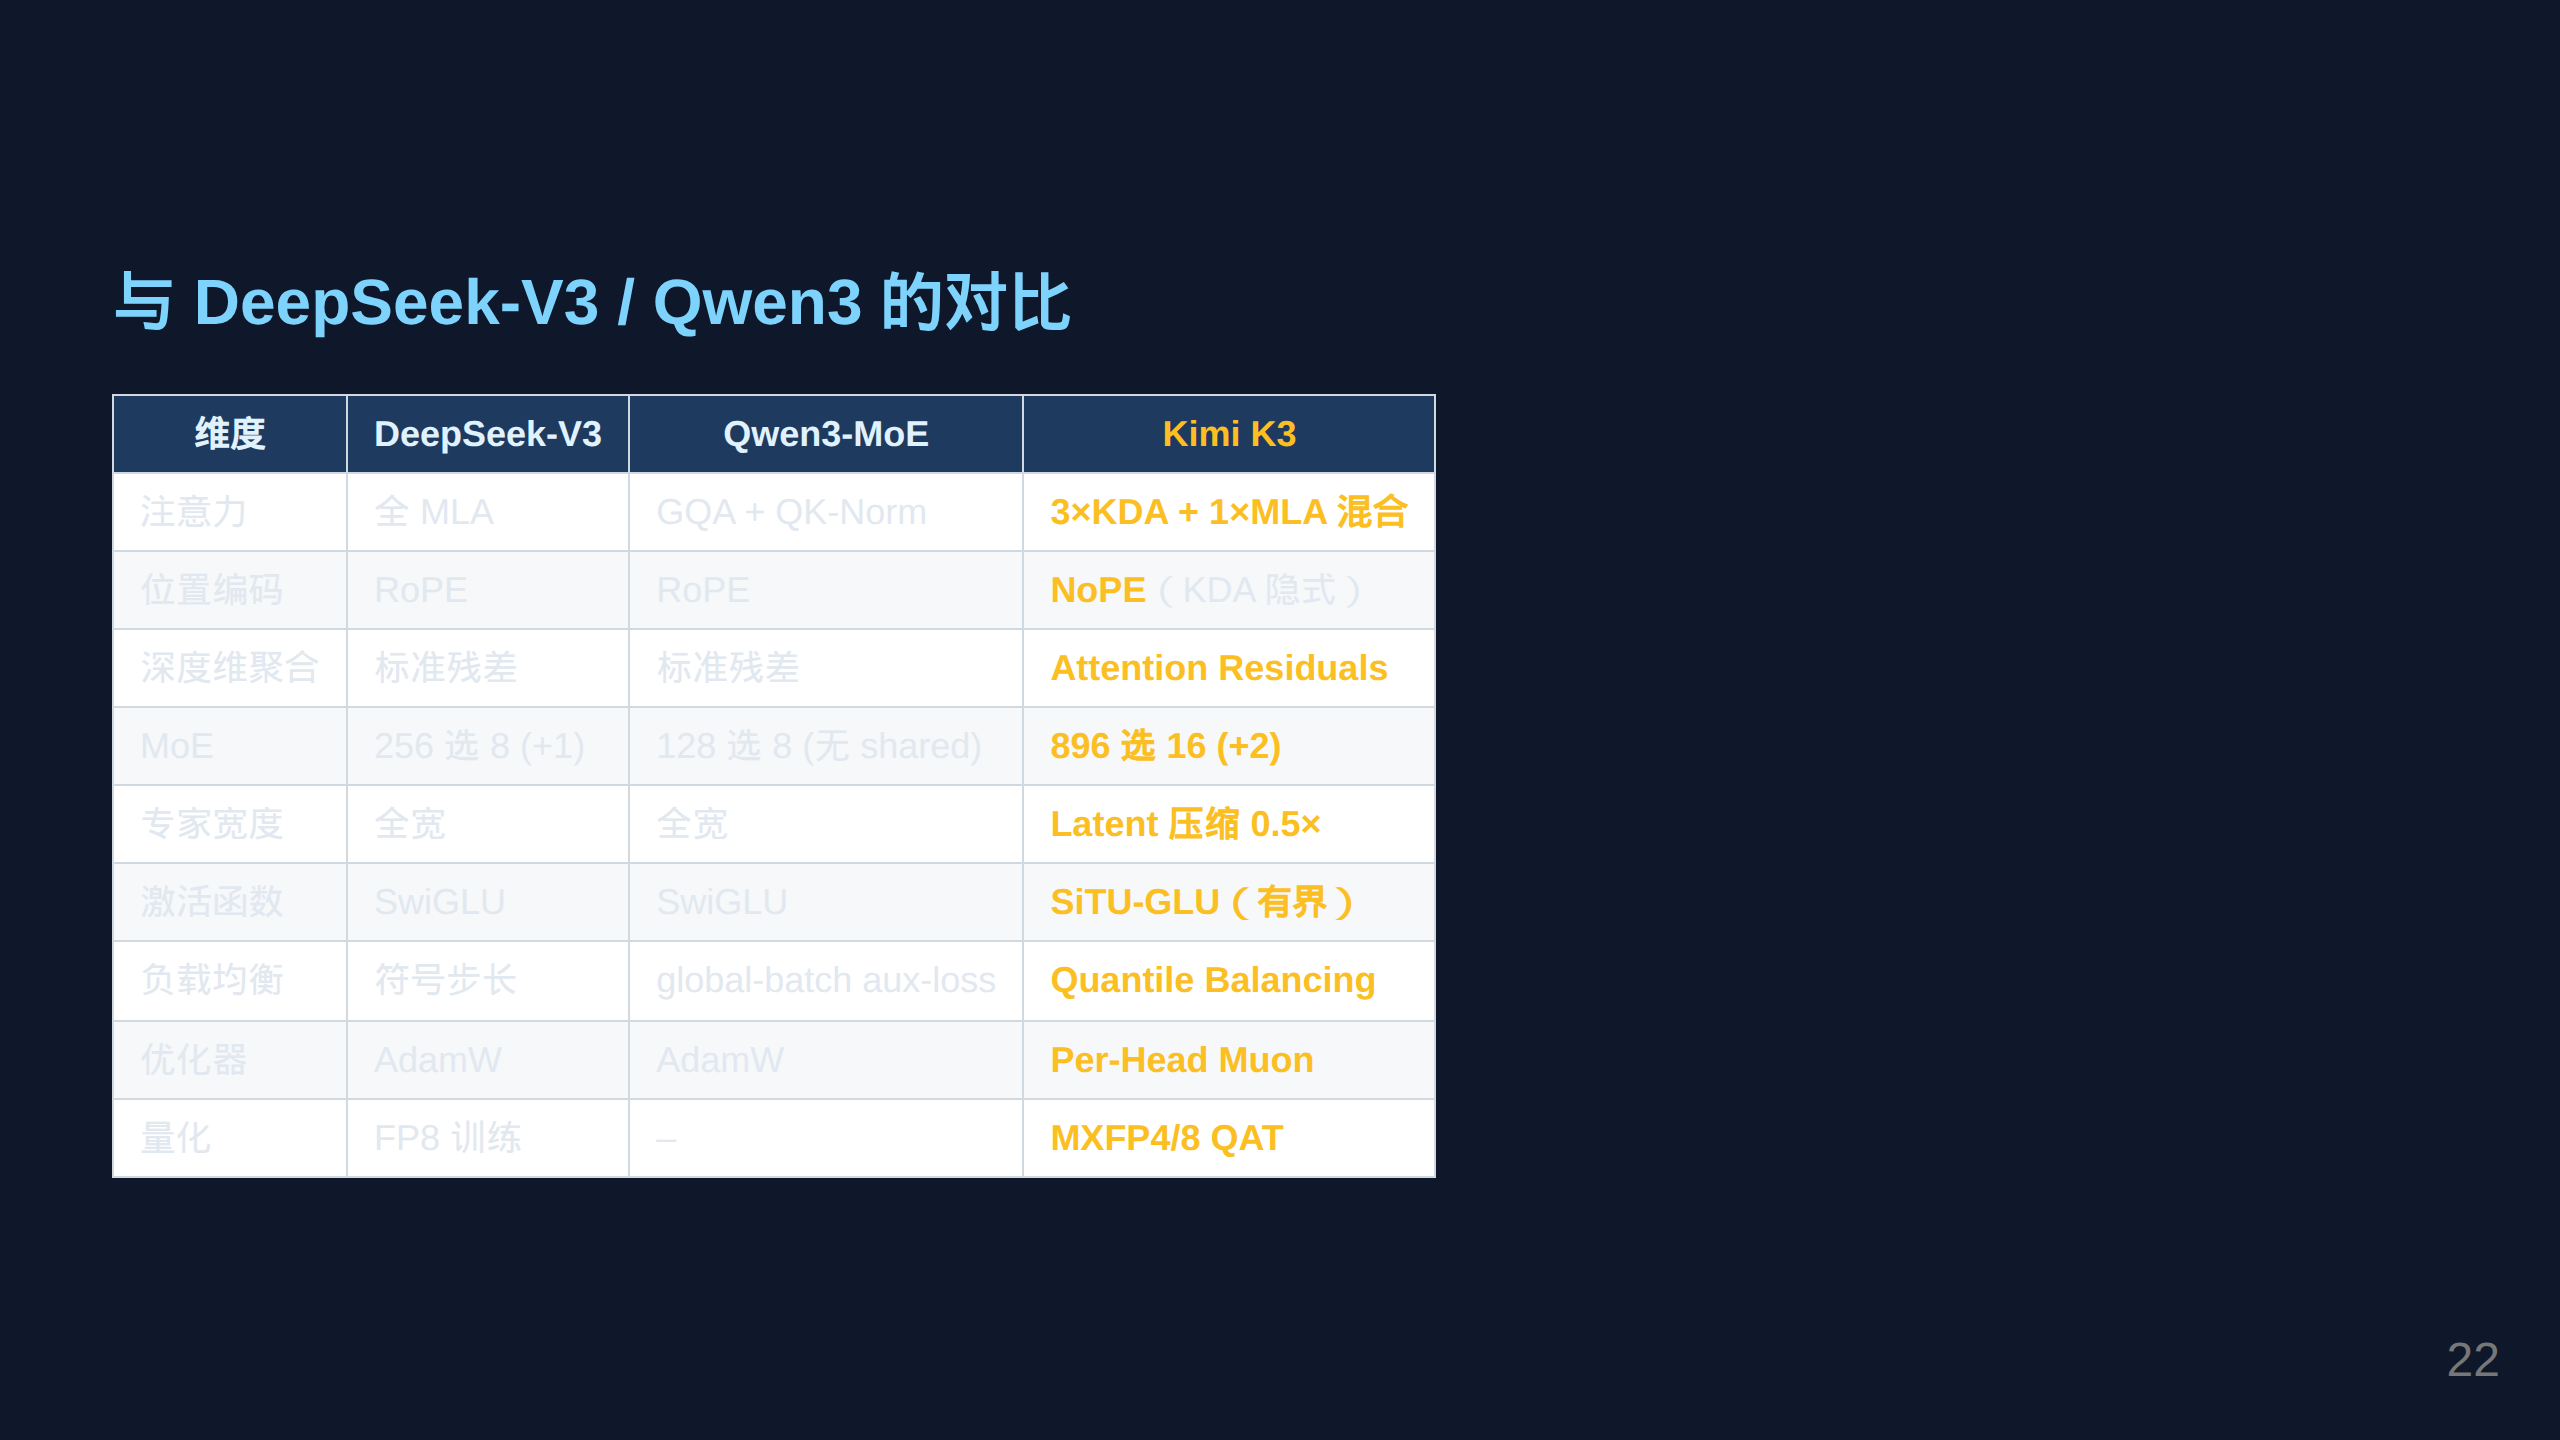 与 DeepSeek-V3 / Qwen3 的对比
维度 DeepSeek-V3 Qwen3-MoE Kimi K3
注意力 全 MLA GQA + QK-Norm 3×KDA + 1×MLA 混合
位置编码 RoPE RoPE NoPE（KDA 隐式）
深度维聚合 标准残差 标准残差 Attention Residuals
MoE 256 选 8 (+1) 128 选 8 (无 shared) 896 选 16 (+2)
专家宽度 全宽 全宽 Latent 压缩 0.5×
激活函数 SwiGLU SwiGLU SiTU-GLU（有界）
负载均衡 符号步长 global-batch aux-loss Quantile Balancing
优化器 AdamW AdamW Per-Head Muon
量化 FP8 训练 – MXFP4/8 QAT
22